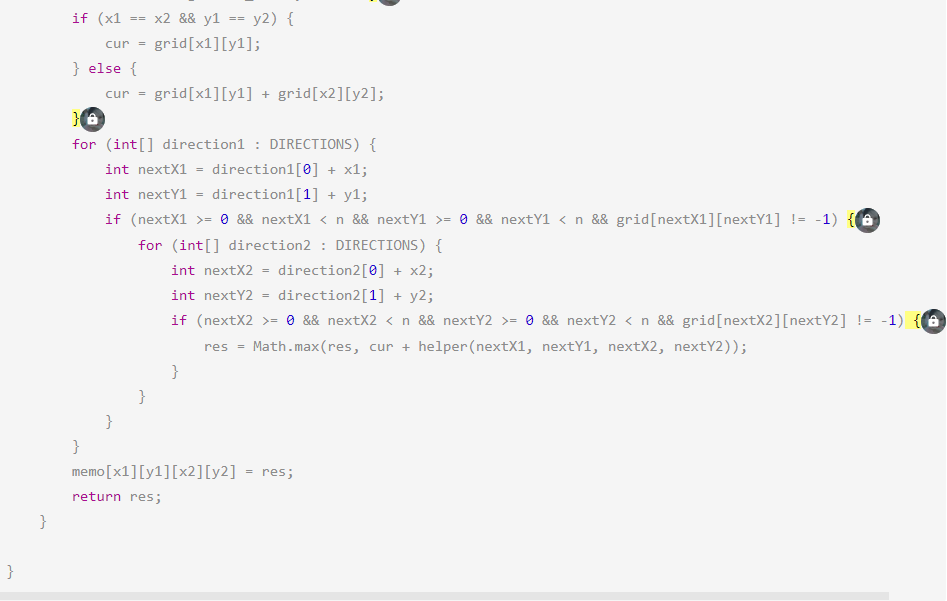 if (x1 == x2 && y1 == y2) {
cur = grid[x1][y1];
} else {
cur = grid[x1][y1] + grid[x2][y2];
}
for (int[] direction1 : DIRECTIONS) {
int nextX1 = direction1[0] + x1;
int nextY1 = direction1[1] + y1;
if (nextX1 >= 0 && nextX1 < n && nextY1 >= 0 && nextY1 < n && grid[nextX1][nextY1] != -1) {
for (int[] direction2 : DIRECTIONS) {
int nextX2 = direction2[0] + x2;
int nextY2 = direction2[1] + y2;
if (nextX2 >= 0 && nextX2 < n && nextY2 >= 0 && nextY2 < n && grid[nextX2][nextY2] != -1) {
res = Math.max(res, cur + helper(nextX1, nextY1, nextX2, nextY2));
}
}
}
}
memo[x1][y1][x2][y2] = res;
return res;
}
}